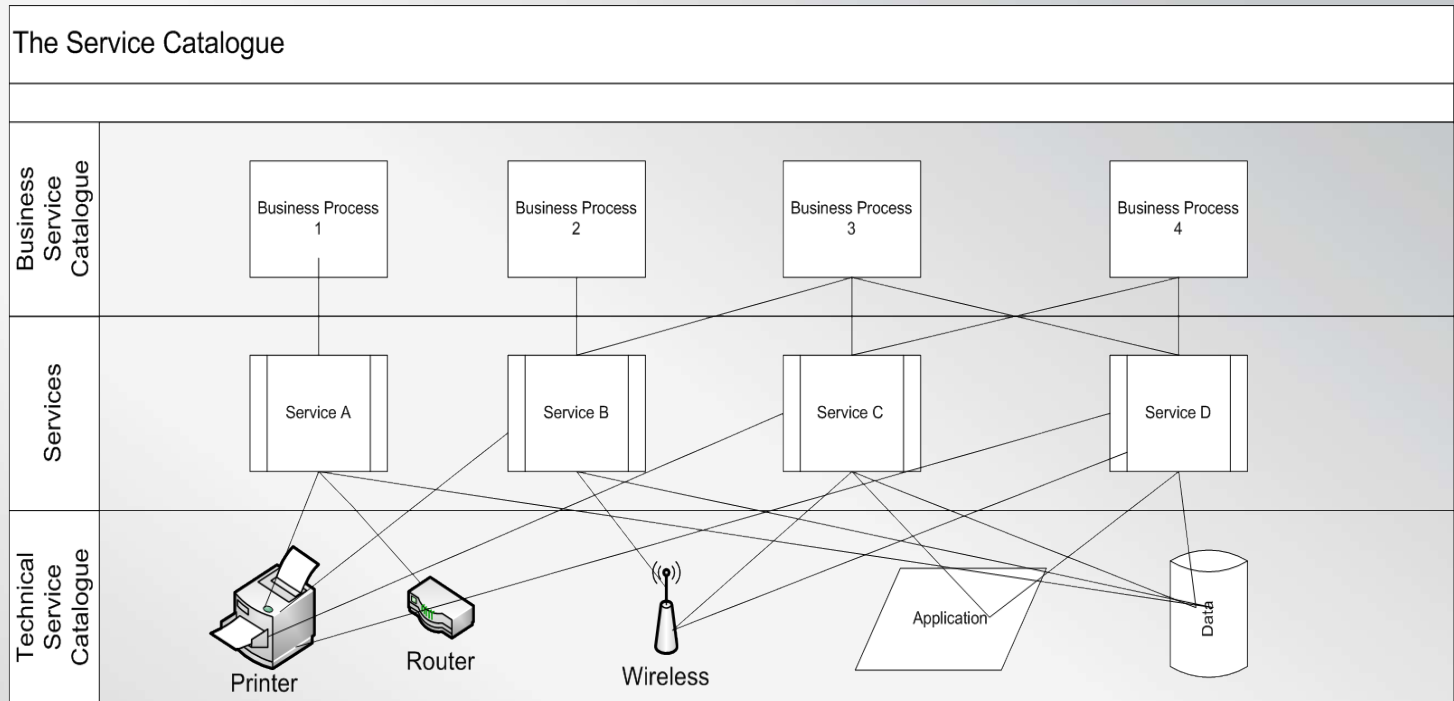 The Service Catalogue
Business
Service
Catalogue
Business Process
1
Business Process
2
Business Process
3
Business Process
4
Services
Service A
Service B
Service C
Service D
Technical
Service
Catalogue
Printer
Router
Wireless
Application
Data